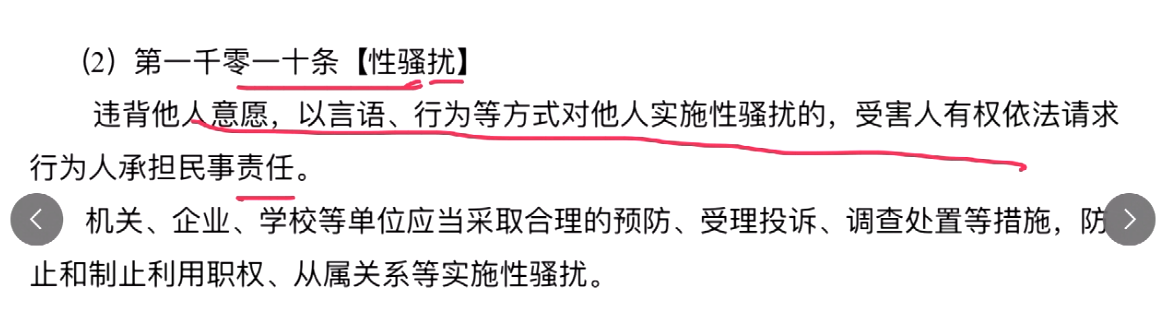 (2)第一千零一十条【性骚扰】
违背他人意愿，以言语、行为等方式对他人实施性骚扰的，受害人有权依法请求
行为人承担民事责任。
机关、企业、学校等单位应当采取合理的预防、受理投诉、调查处置等措施，防
止和制止利用职权、从属关系等实施性骚扰。